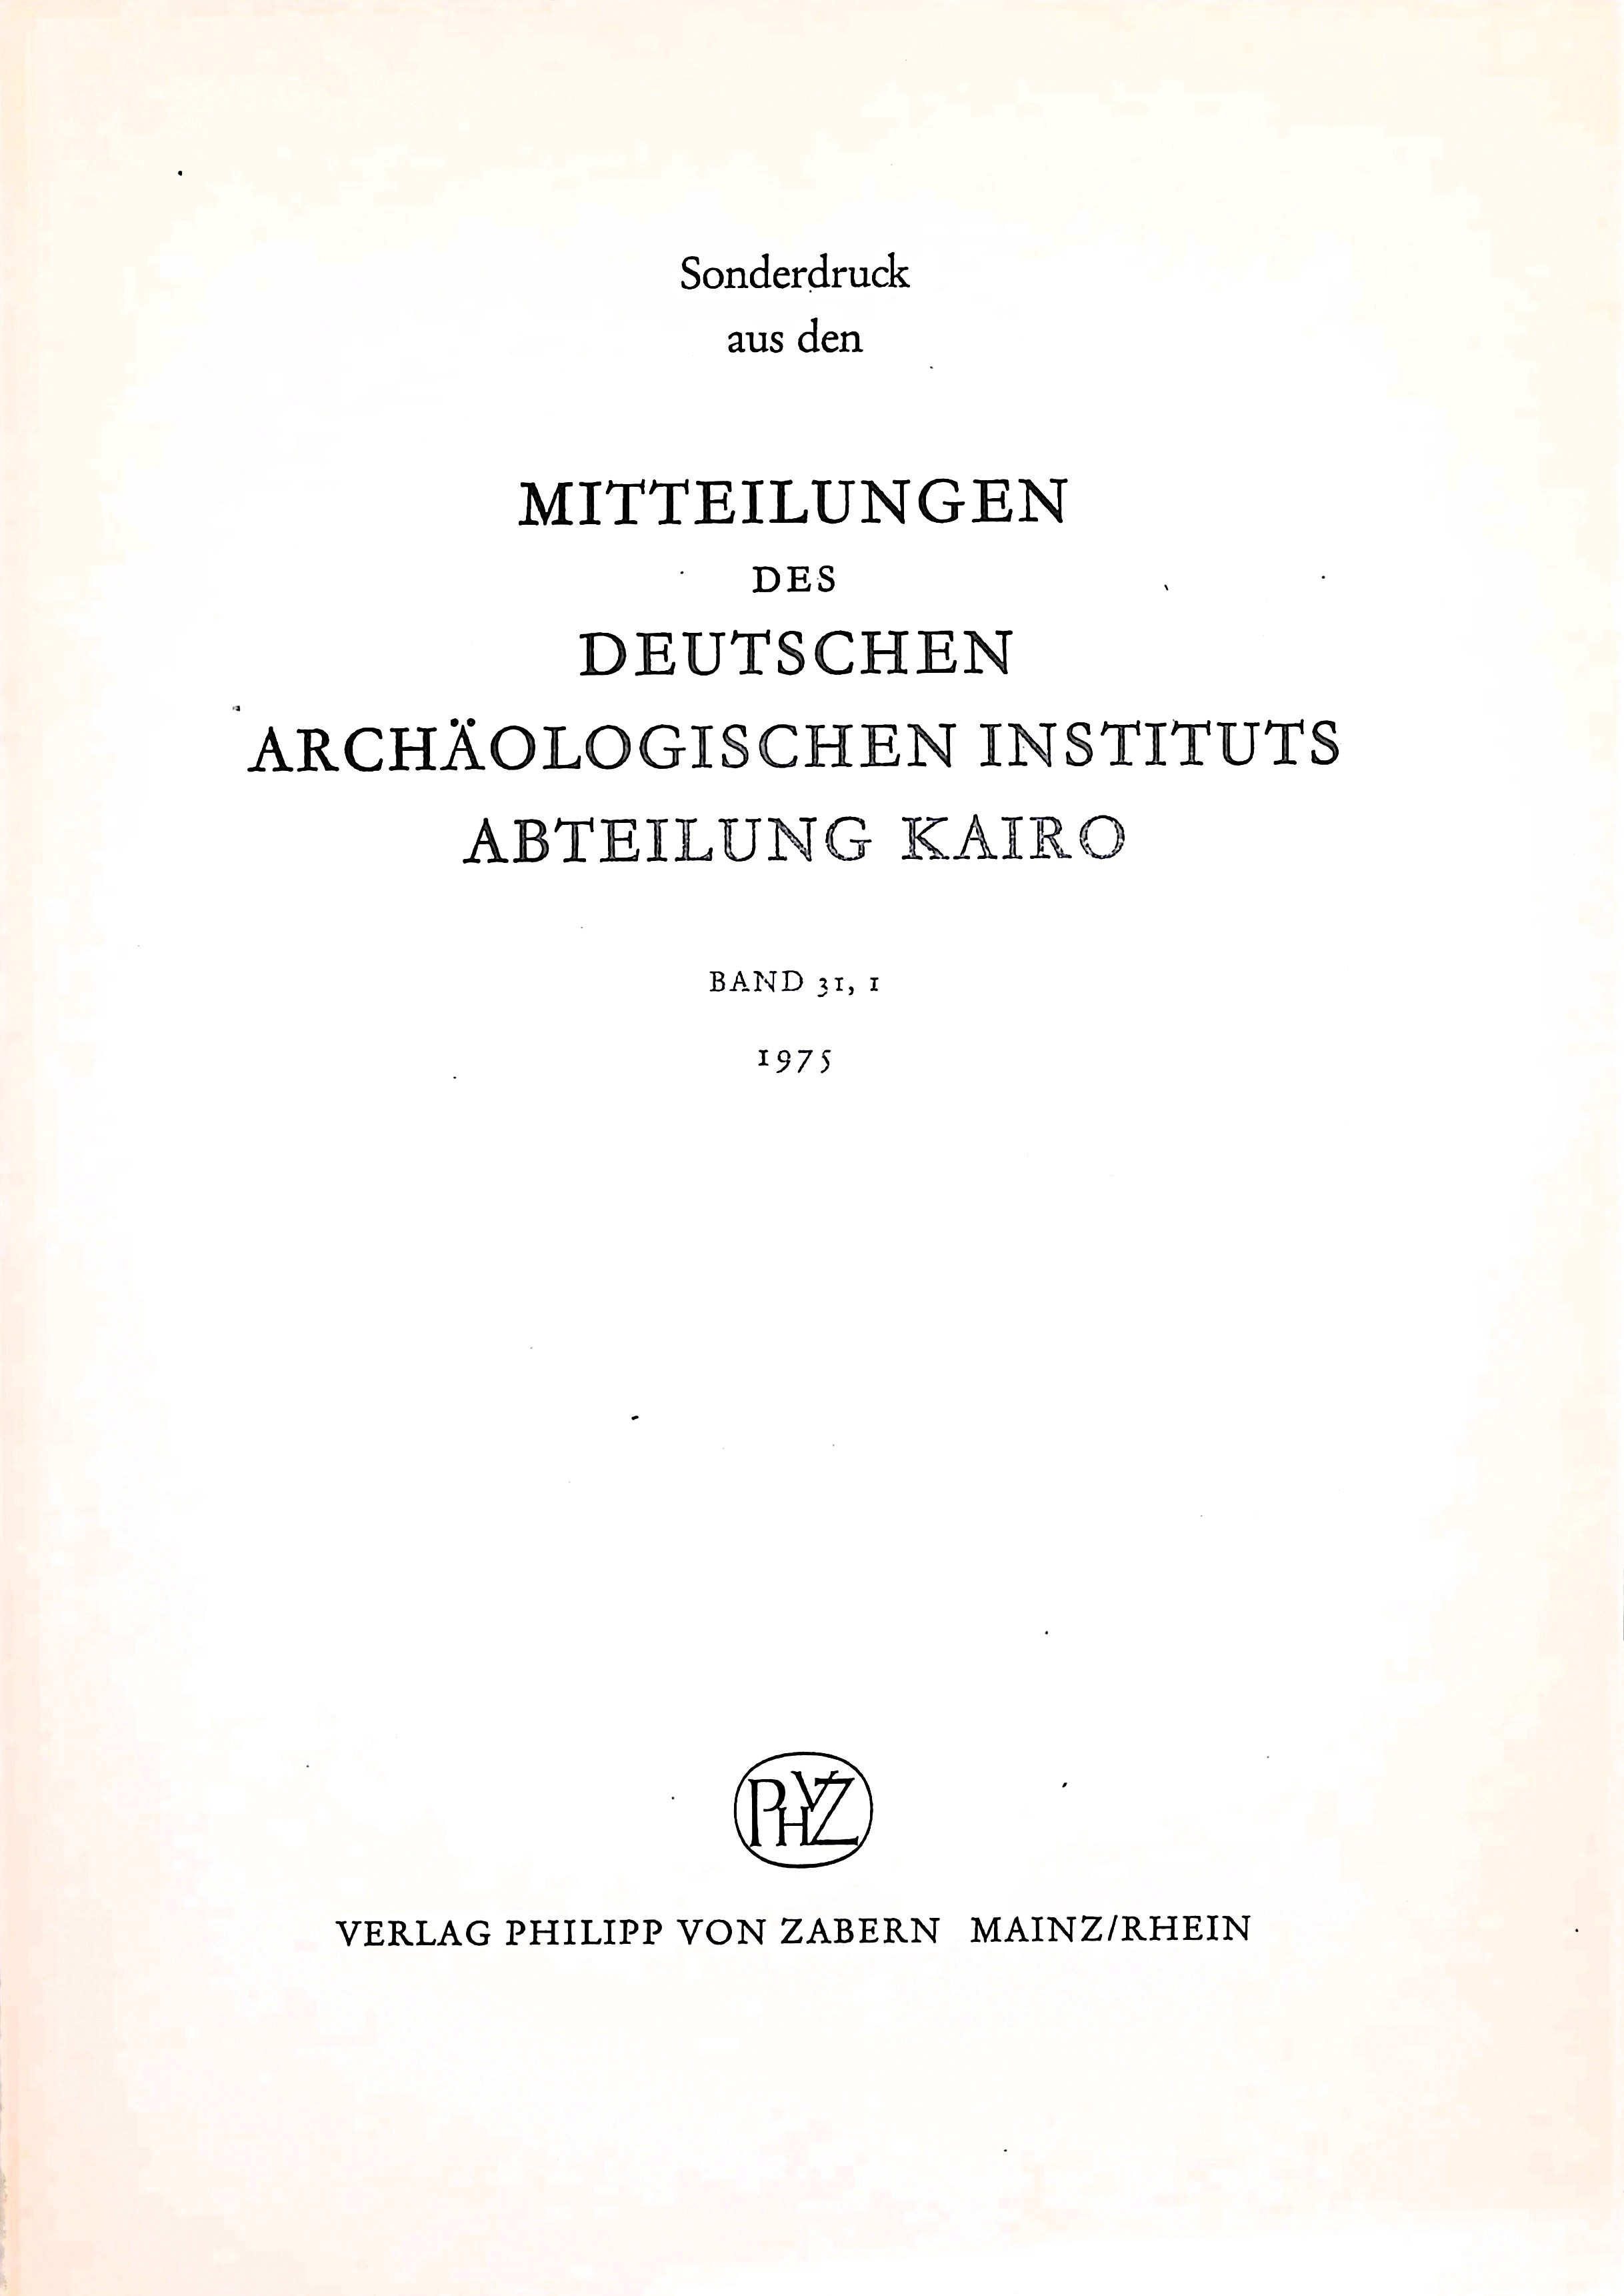 Sonderdruck
aus den
MITTEILUNGEN
DES
DEUTSCHEN
ARCHÄOLOGISCHEN INSTITUTS
ABTEILUNG KAIRO
BAND 31, 1
1975
PHVZ
VERLAG PHILIPP VON ZABERN MAINZ/RHEIN